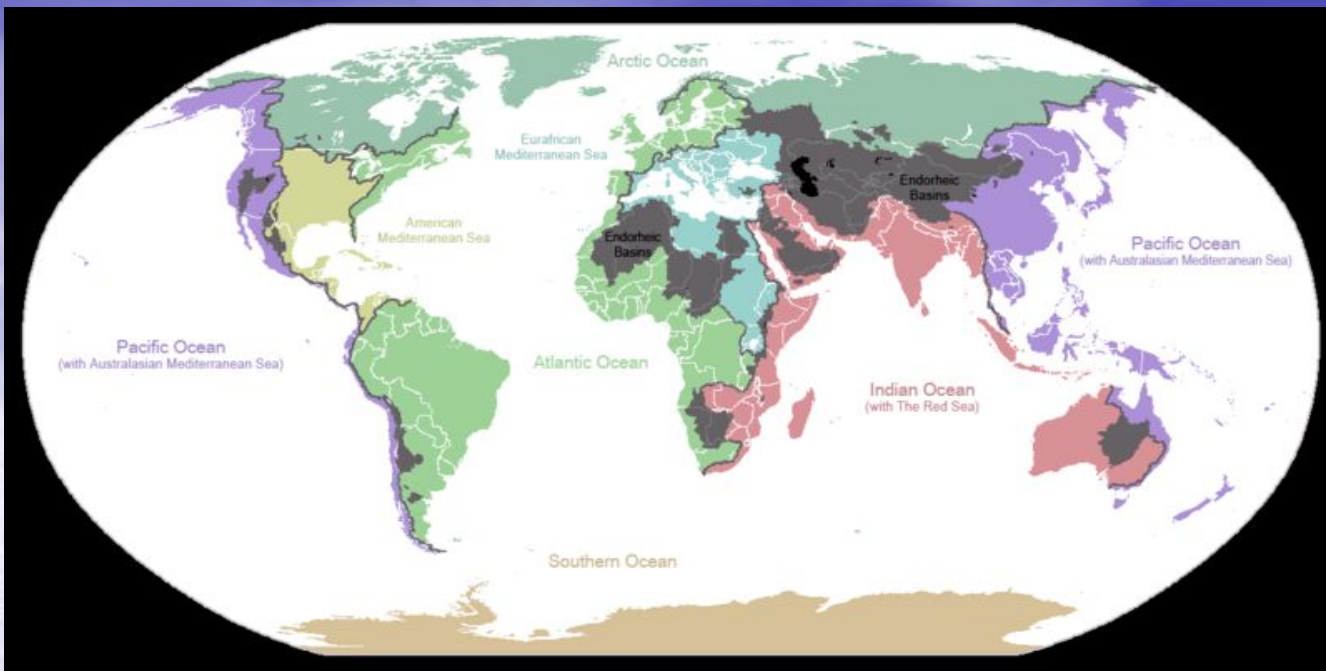 Arctic Ocean
Eurafrican
Mediterranean Sea
Endorheic
Basins
American
Mediterranean Sea
Endorheic
Basins
Pacific Ocean
(with Australasian Mediterranean Sea)
Pacific Ocean
(with Australasian Mediterranean Sea)
Atlantic Ocean
Indian Ocean
(with The Red Sea)
Southern Ocean